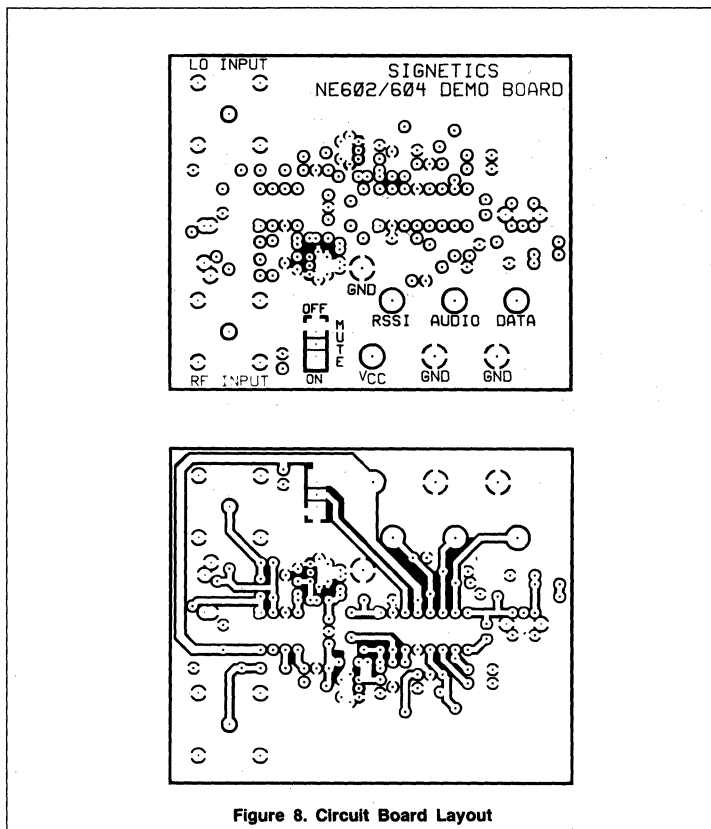 LO INPUT
SIGNETICS
NE602/604 DEMO BOARD
GND
OFF
MUTE
RSSI
AUDIO
DATA
RF INPUT
ON
VCC
GND
GND
Figure 8. Circuit Board Layout